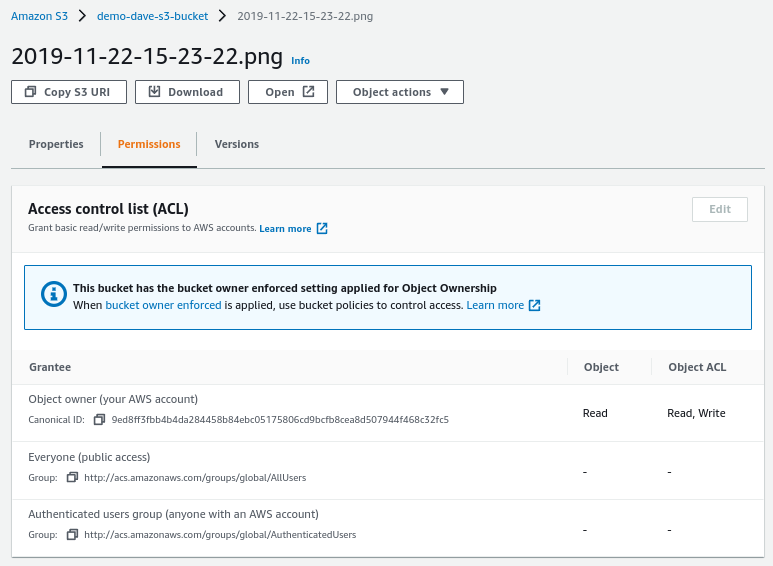 Amazon S3 > demo-dave-s3-bucket > 2019-11-22-15-23-22.png
2019-11-22-15-23-22.png Info
Copy S3 URI Download Open Object actions
Properties Permissions Versions
Access control list (ACL) Edit
Grant basic read/write permissions to AWS accounts. Learn more
This bucket has the bucket owner enforced setting applied for Object Ownership
When bucket owner enforced is applied, use bucket policies to control access. Learn more
Grantee Object Object ACL
Object owner (your AWS account)
Canonical ID: 9ed8ff3fbb4b4da284458b84ebc05175806cd9bcfb8cea8d507944f468c32fc5 Read Read, Write
Everyone (public access)
Group: http://acs.amazonaws.com/groups/global/AllUsers - -
Authenticated users group (anyone with an AWS account)
Group: http://acs.amazonaws.com/groups/global/AuthenticatedUsers - -